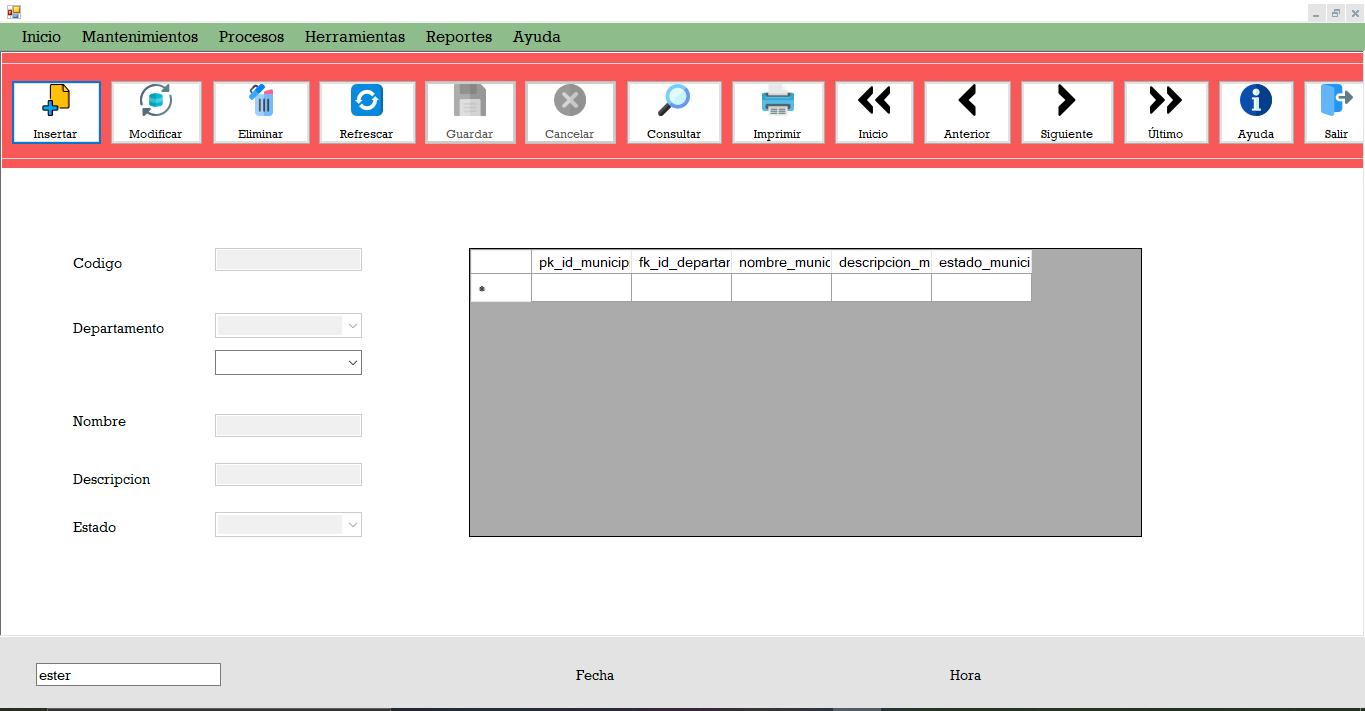 Inicio Mantenimientos Procesos Herramientas Reportes Ayuda
Insertar Modificar Eliminar Refrescar Guardar Cancelar Consultar Imprimir Inicio Anterior Siguiente Último Ayuda Salir
Codigo
pk_id_municip fk_id_departar nombre_munic descripcion_m estado_munici
*
Departamento
Nombre
Descripcion
Estado
ester Fecha Hora